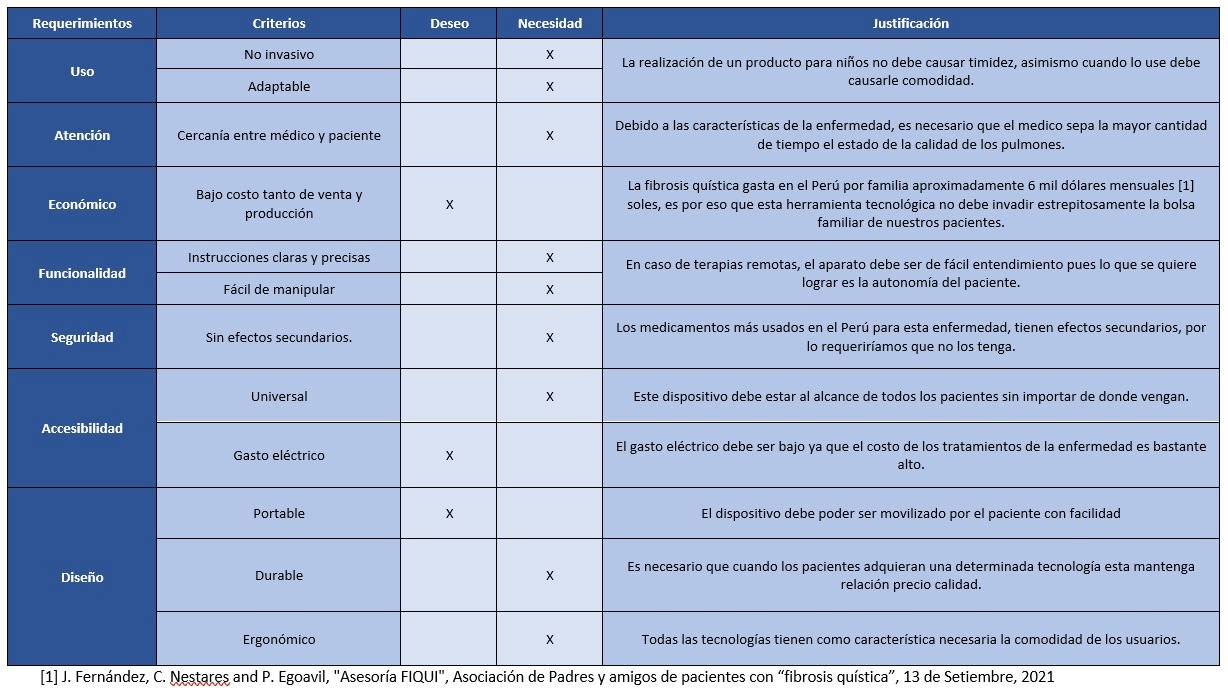 Requerimientos Criterios Deseo Necesidad Justificación
Uso
No invasivo X
Adaptable X
La realización de un producto para niños no debe causar timidez, asimismo cuando lo use debe
causarle comodidad.
Atención
Cercanía entre médico y paciente X
Debido a las características de la enfermedad, es necesario que el medico sepa la mayor cantidad
de tiempo el estado de la calidad de los pulmones.
Económico
Bajo costo tanto de venta y
producción
X
La fibrosis quística gasta en el Perú por familia aproximadamente 6 mil dólares mensuales [1]
soles, es por eso que esta herramienta tecnológica no debe invadir estrepitosamente la bolsa
familiar de nuestros pacientes.
Funcionalidad
Instrucciones claras y precisas X
Fácil de manipular X
En caso de terapias remotas, el aparato debe ser de fácil entendimiento pues lo que se quiere
lograr es la autonomía del paciente.
Seguridad
Sin efectos secundarios. X
Los medicamentos más usados en el Perú para esta enfermedad, tienen efectos secundarios, por
lo requeriríamos que no los tenga.
Accesibilidad
Universal X
Este dispositivo debe estar al alcance de todos los pacientes sin importar de donde vengan.
Gasto eléctrico X
El gasto eléctrico debe ser bajo ya que el costo de los tratamientos de la enfermedad es bastante
alto.
Diseño
Portable X
El dispositivo debe poder ser movilizado por el paciente con facilidad
Durable X
Es necesario que cuando los pacientes adquieran una determinada tecnología esta mantenga
relación precio calidad.
Ergonómico X
Todas las tecnologías tienen como característica necesaria la comodidad de los usuarios.
[1] J. Fernández, C. Nestares and P. Egoavil, "Asesoría FIQUI", Asociación de Padres y amigos de pacientes con “fibrosis quística”, 13 de Setiembre, 2021